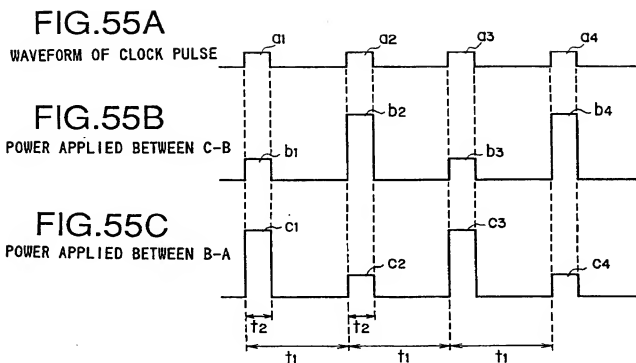 FIG.55A
WAVEFORM OF CLOCK PULSE
a1 a2 a3 a4
FIG.55B
POWER APPLIED BETWEEN C-B
b1 b2 b3 b4
FIG.55C
POWER APPLIED BETWEEN B-A
c1 c2 c3 c4
t2 t2
t1 t1 t1